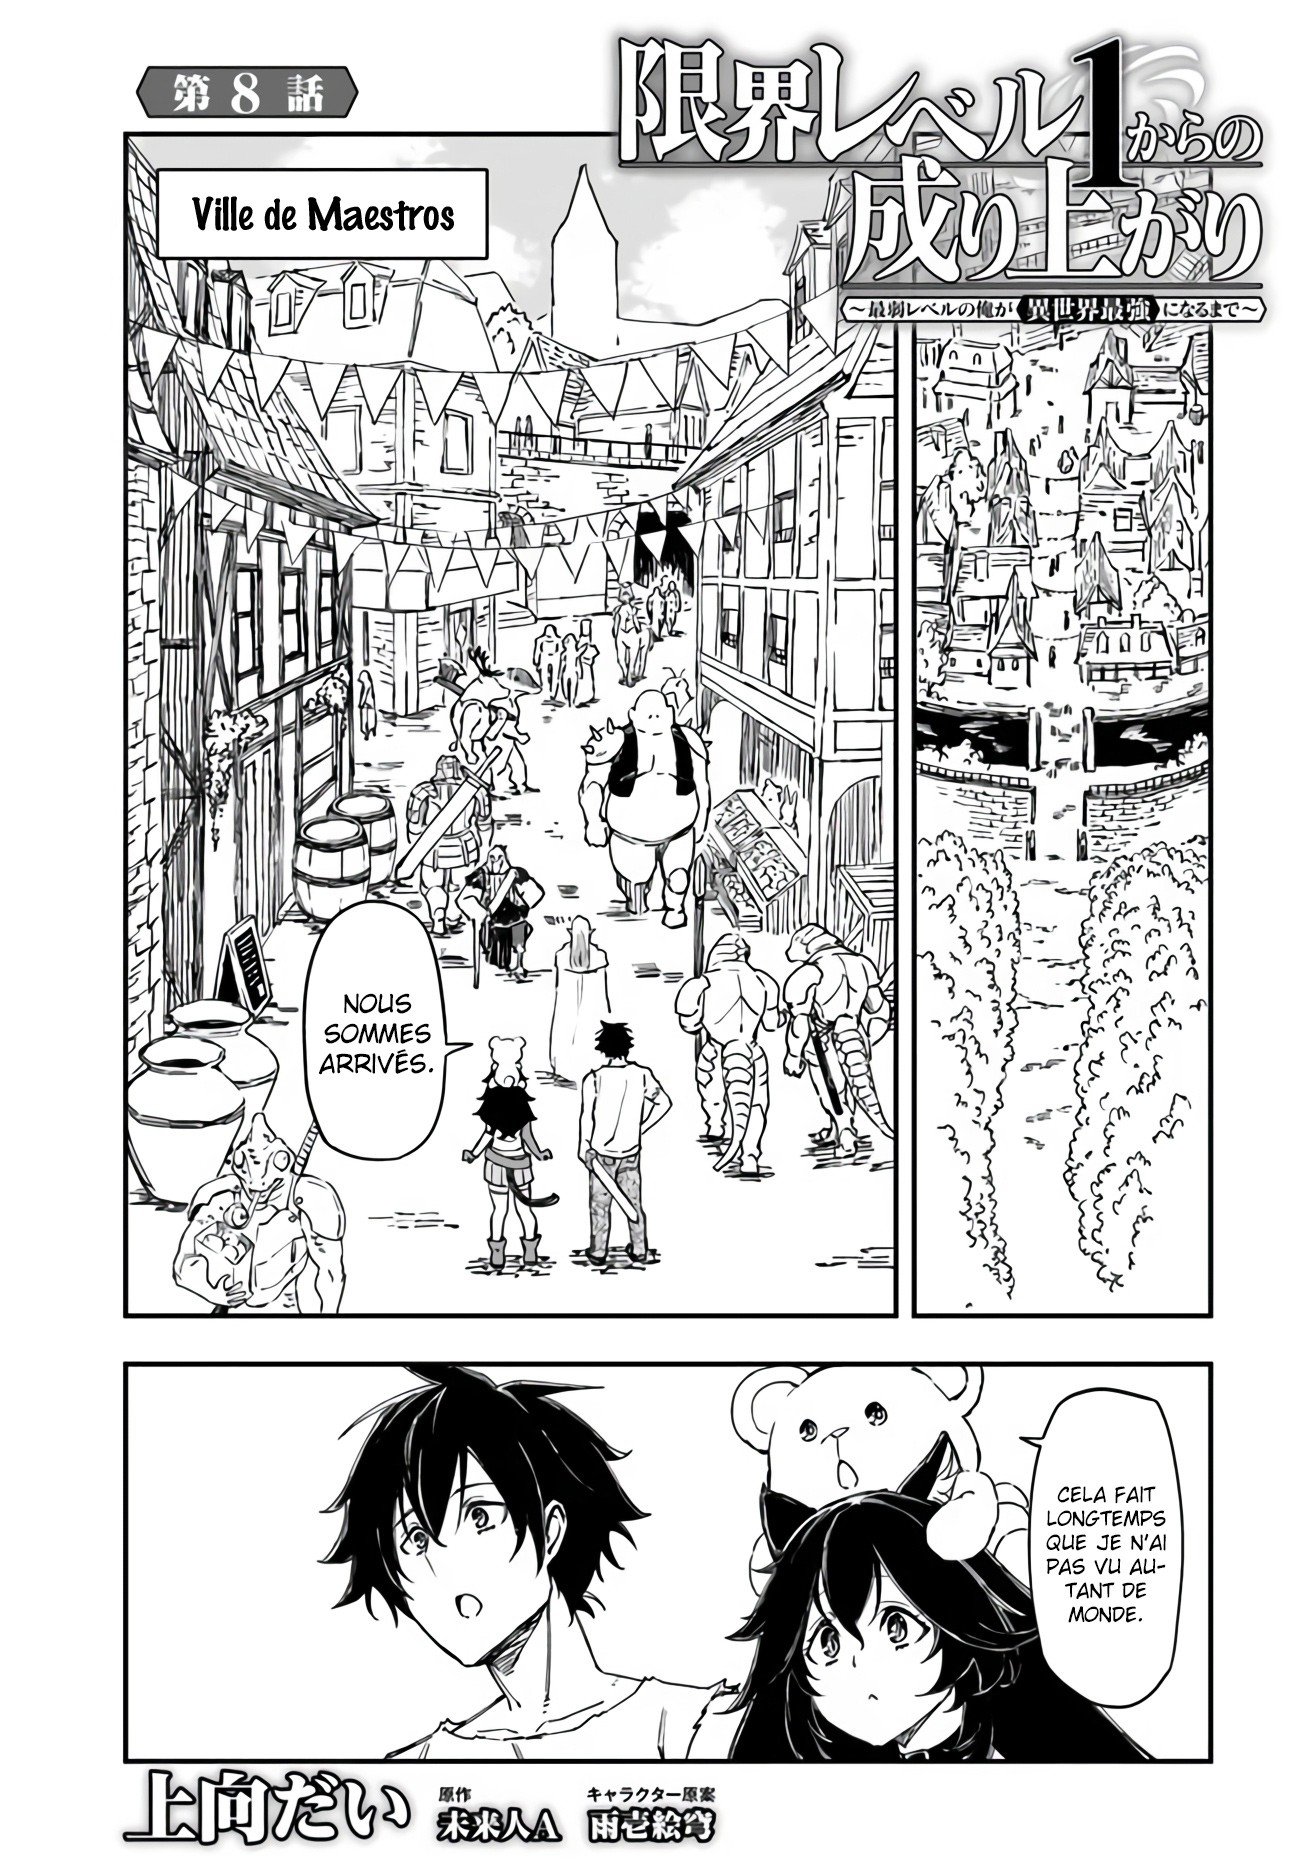 第8話
限界レベル1からの
成り上がり
~最弱レベルの俺が異世界最強になるまで~
Ville de Maestros
NOUS
SOMMES
ARRIVÉS.
CELA FAIT
LONGTEMPS
QUE JE N'AI
PAS VU AU-
TANT DE
MONDE.
上向だい
原作
未来人A
キャラクター原案
雨壱絵穹